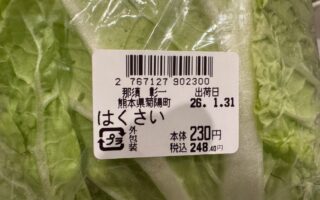 2 767127 902300
那須 彰一 出荷日
熊本県菊陽町 26. 1.31
はくさい
プラ 外包装 本体 230円
税込 248.40円